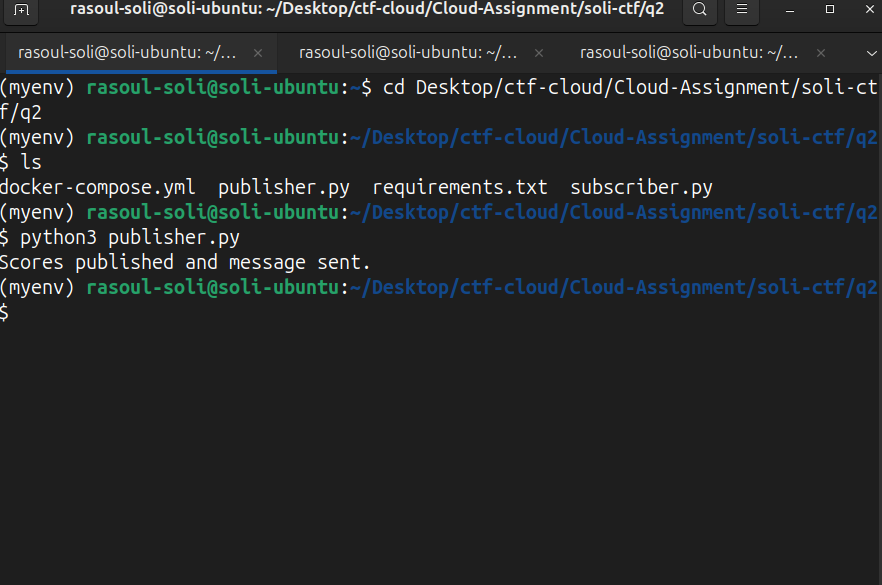 rasoul-soli@soli-ubuntu: ~/Desktop/ctf-cloud/Cloud-Assignment/soli-ctf/q2
rasoul-soli@soli-ubuntu: ~/... × rasoul-soli@soli-ubuntu: ~/... × rasoul-soli@soli-ubuntu: ~/... ×
(myenv) rasoul-soli@soli-ubuntu:~$ cd Desktop/ctf-cloud/Cloud-Assignment/soli-ct
f/q2
(myenv) rasoul-soli@soli-ubuntu:~/Desktop/ctf-cloud/Cloud-Assignment/soli-ctf/q2
$ ls
docker-compose.yml  publisher.py  requirements.txt  subscriber.py
(myenv) rasoul-soli@soli-ubuntu:~/Desktop/ctf-cloud/Cloud-Assignment/soli-ctf/q2
$ python3 publisher.py
Scores published and message sent.
(myenv) rasoul-soli@soli-ubuntu:~/Desktop/ctf-cloud/Cloud-Assignment/soli-ctf/q2
$